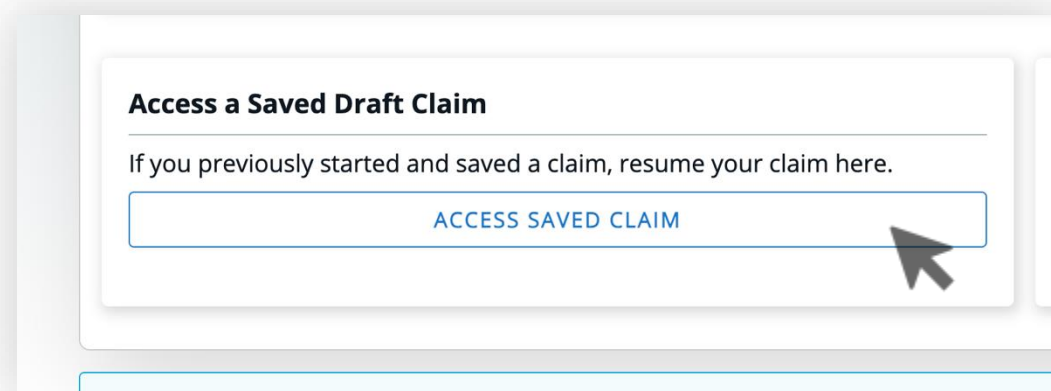 Access a Saved Draft Claim
If you previously started and saved a claim, resume your claim here.
ACCESS SAVED CLAIM